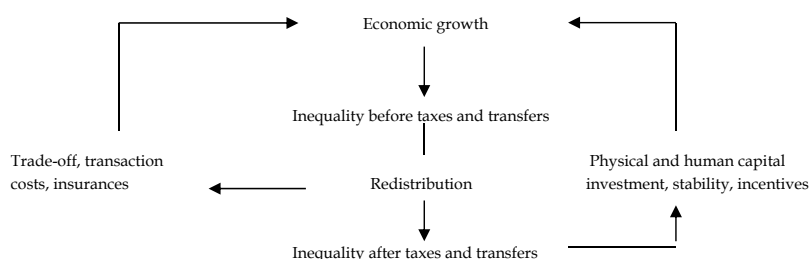 Economic growth
Inequality before taxes and transfers
Trade-off, transaction
costs, insurances
Redistribution
Physical and human capital
investment, stability, incentives
Inequality after taxes and transfers